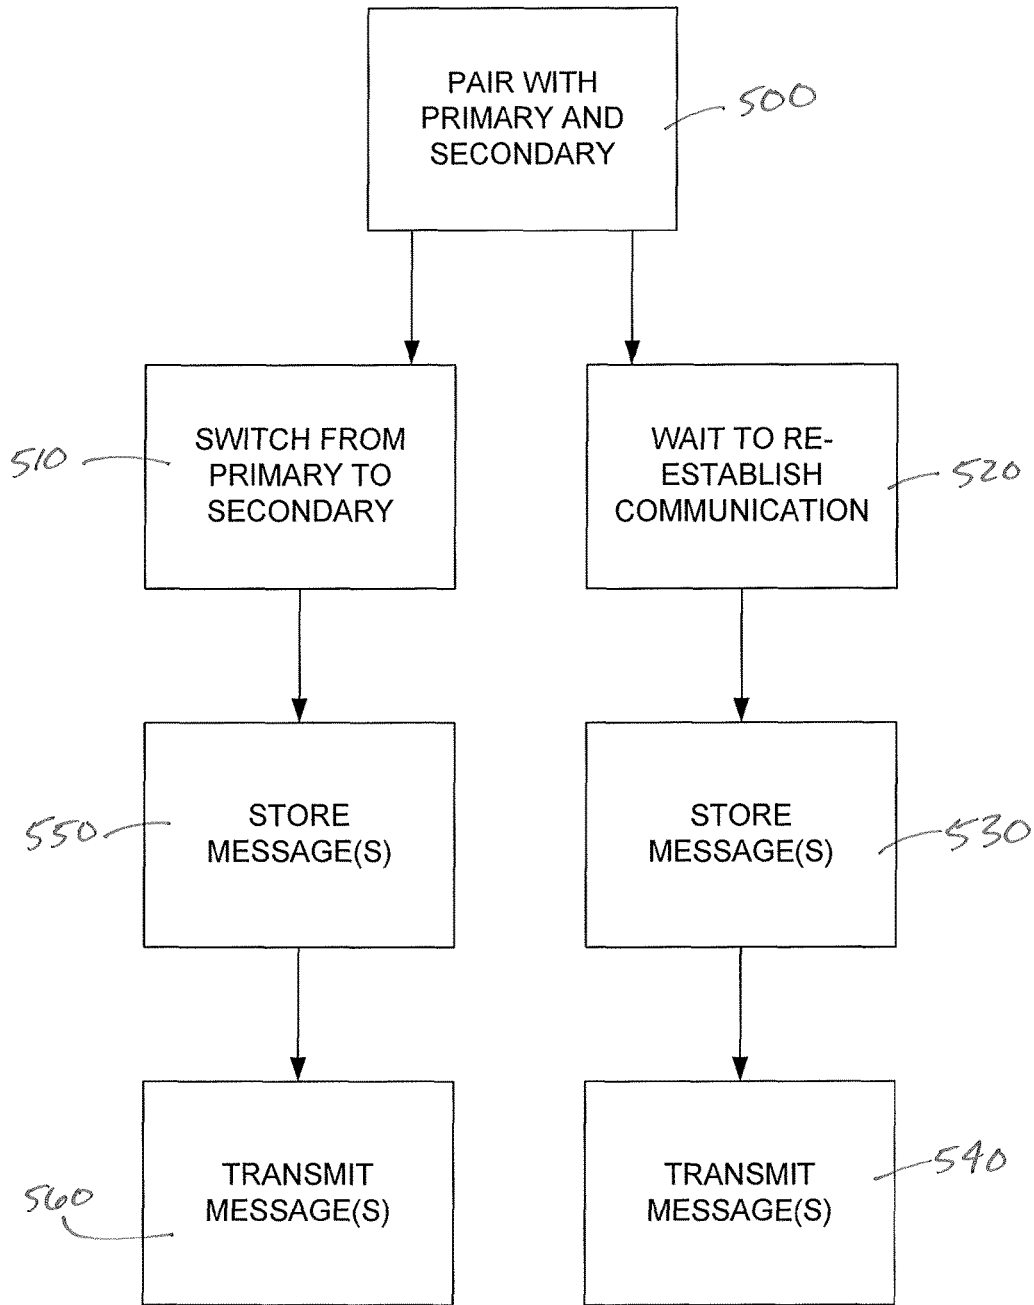 PAIR WITH
PRIMARY AND
SECONDARY
500
510
SWITCH FROM
PRIMARY TO
SECONDARY
WAIT TO RE-
ESTABLISH
COMMUNICATION
520
550
STORE
MESSAGE(S)
STORE
MESSAGE(S)
530
560
TRANSMIT
MESSAGE(S)
TRANSMIT
MESSAGE(S)
540